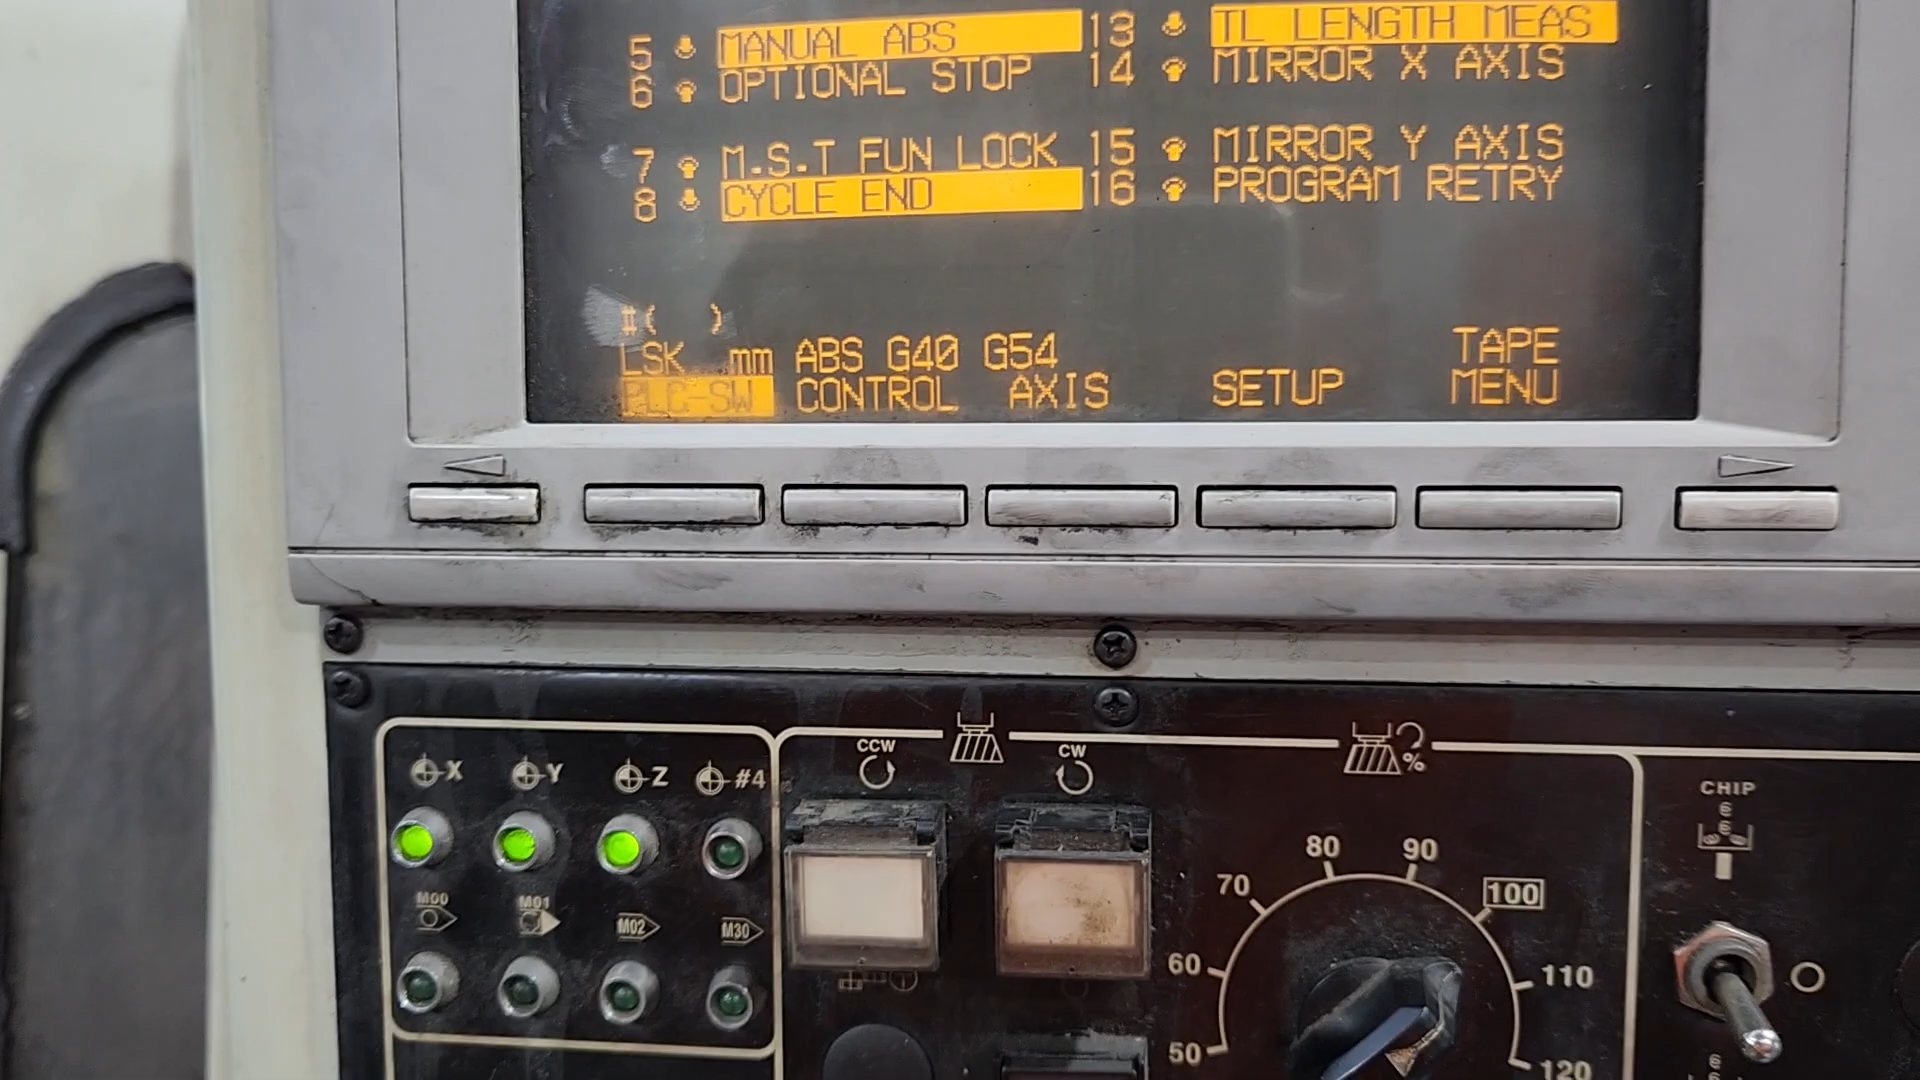 5 MANUAL ABS 13 TL LENGTH MEAS
6 OPTIONAL STOP 14 MIRROR X AXIS
7 M.S.T FUN LOCK 15 MIRROR Y AXIS
8 CYCLE END 16 PROGRAM RETRY
#( )
LSK mm ABS G40 G54 TAPE
PLC-SW CONTROL AXIS SETUP MENU
X Y Z #4
M00 M01 M02 M30
CCW
CW
%
50 60 70 80 90 100 110 120
CHIP